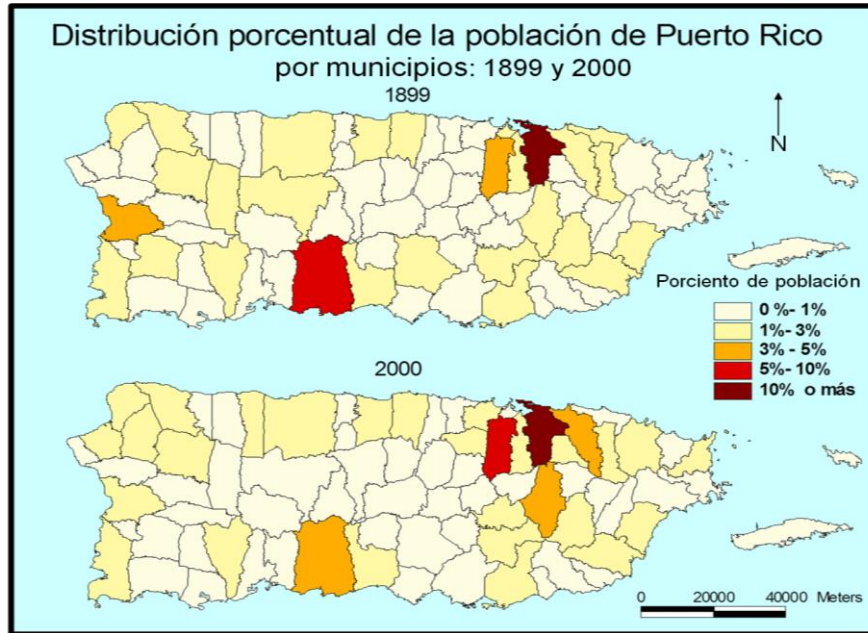 Distribución porcentual de la población de Puerto Rico
por municipios: 1899 y 2000
1899
N
Porciento de población
0 %- 1%
1%- 3%
3% - 5%
5%- 10%
10% o más
2000
0 20000 40000 Meters